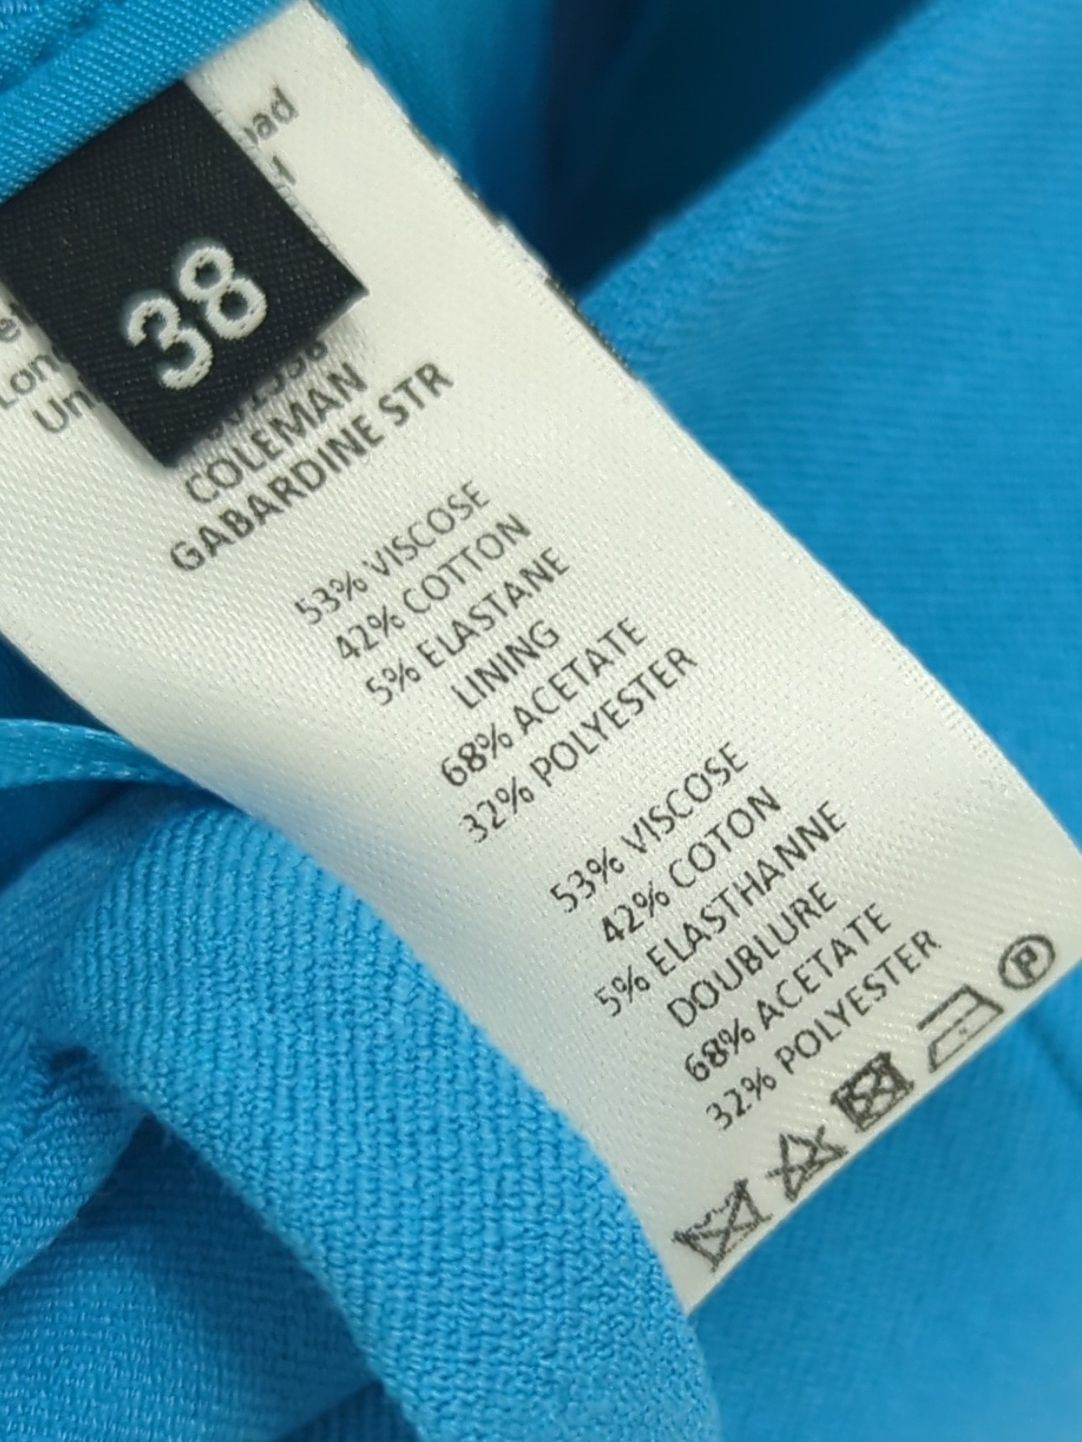 38
COLEMAN
GABARDINE STR
53% VISCOSE
42% COTTON
5% ELASTANE
LINING
68% ACETATE
32% POLYESTER
53% VISCOSE
42% COTON
5% ELASTHANNE
DOUBLURE
68% ACETATE
32% POLYESTER
P